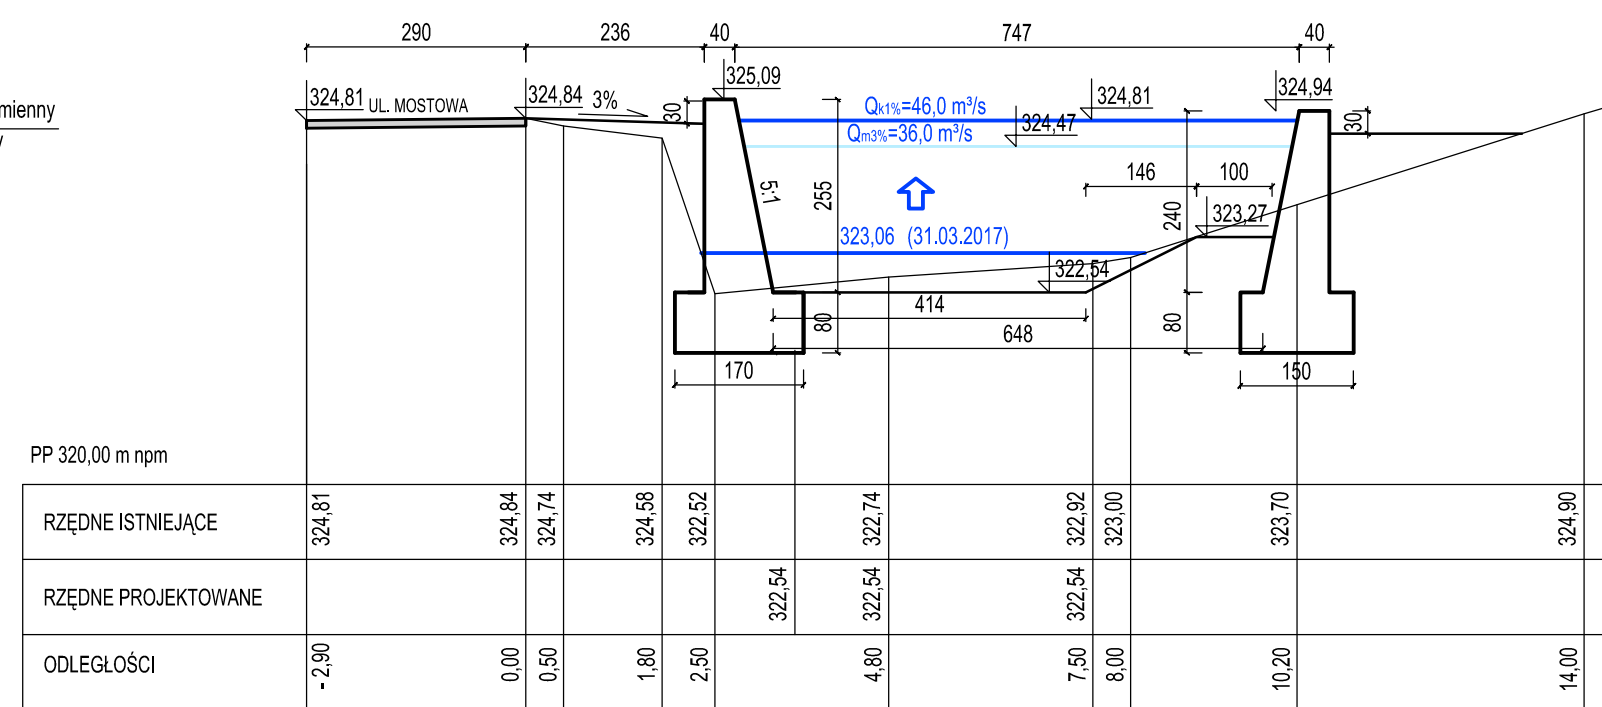 290 236 40 747 40
mienny
324,81 UL. MOSTOWA 324,84 3% 30 325,09 Qk1%=46,0 m³/s 324,81 324,94 30
Qm3%=36,0 m³/s 324,47
146 100
5:1 255 240
323,27
323,06 (31.03.2017)
322,54
414
80 80
648
170 150
PP 320,00 m npm
RZĘDNE ISTNIEJĄCE 324,81 324,84 324,74 324,58 322,52 322,74 322,92 323,00 323,70 324,90
RZĘDNE PROJEKTOWANE 322,54 322,54 322,54
ODLEGŁOŚCI - 2,90 0,00 0,50 1,80 2,50 4,80 7,50 8,00 10,20 14,00